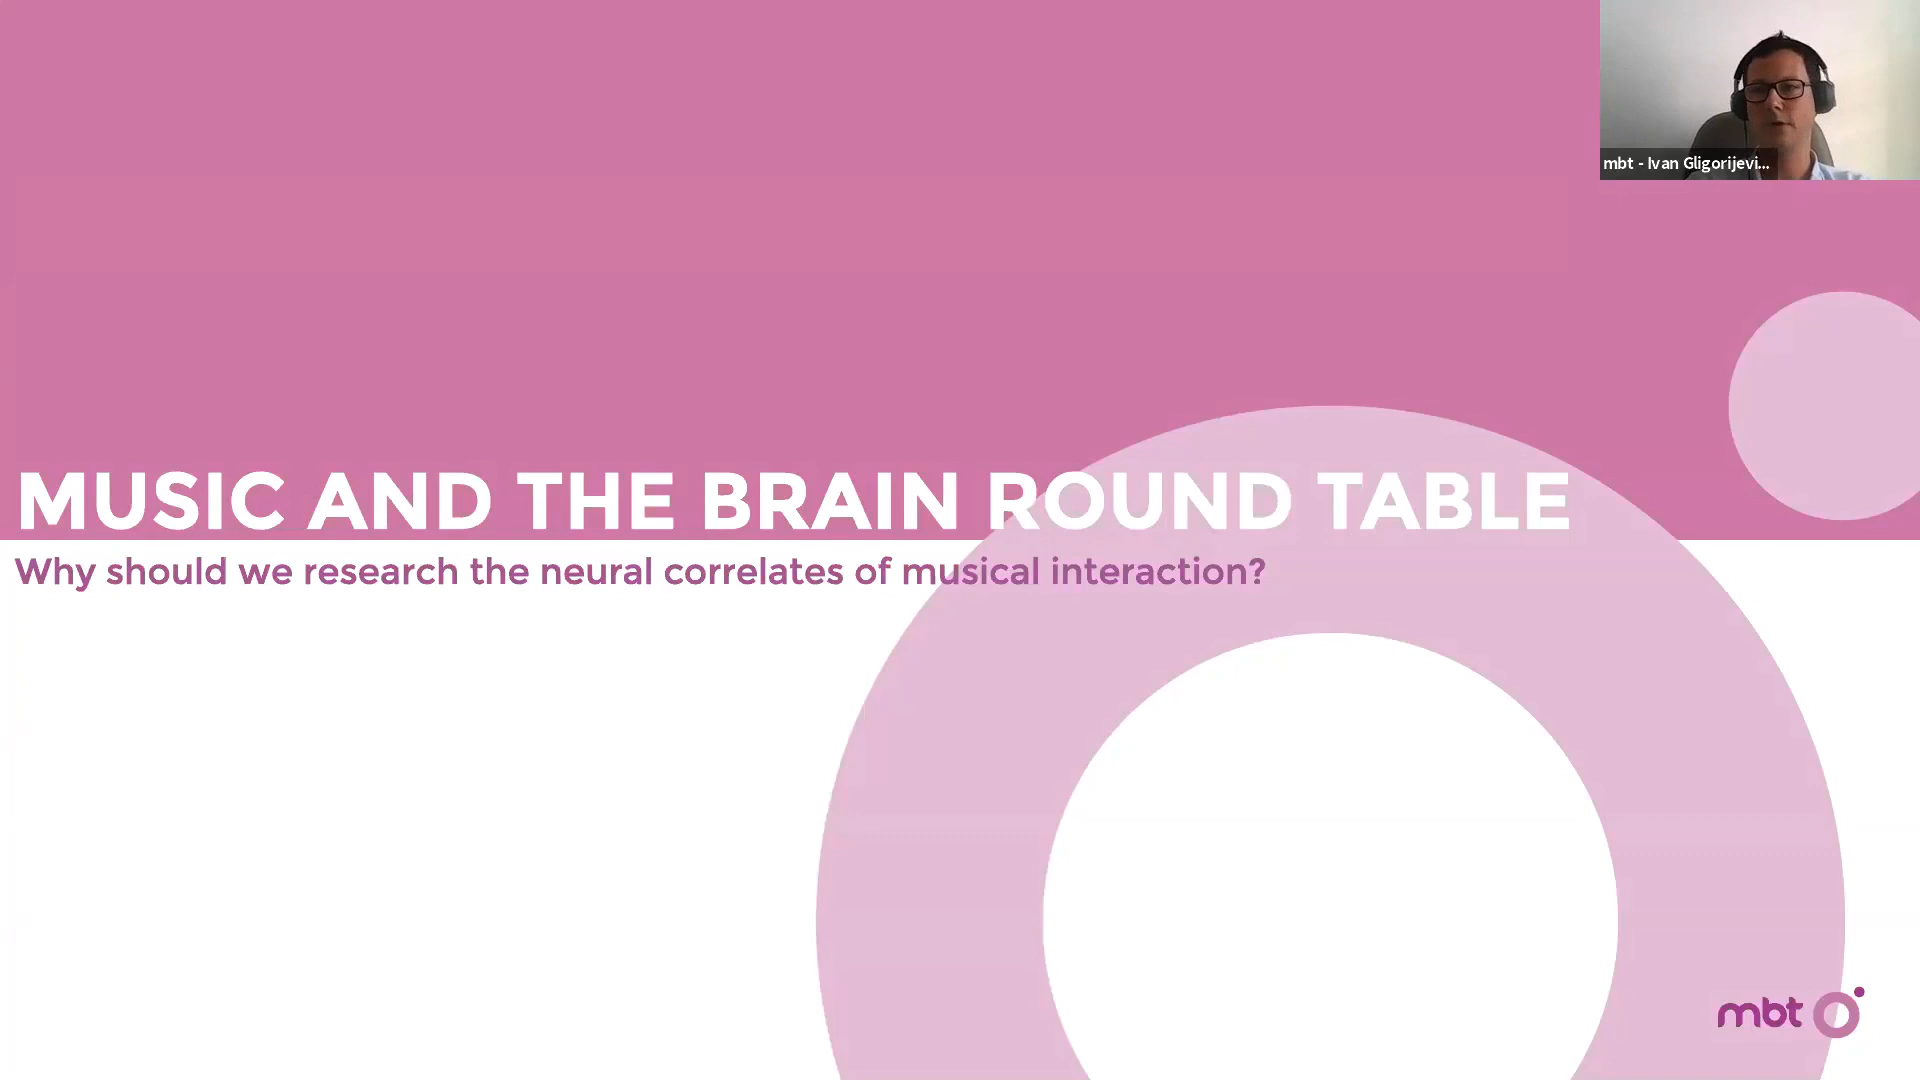 mbt - Ivan Gligorijevi...
MUSIC AND THE BRAIN ROUND TABLE
Why should we research the neural correlates of musical interaction?
mbt